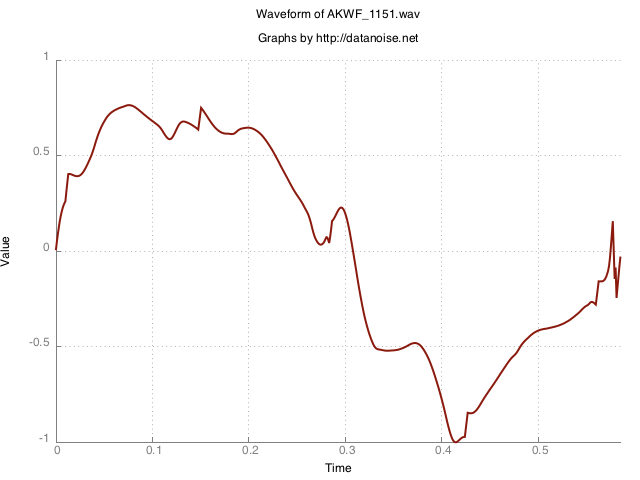 Waveform of AKWF_1151.wav
Graphs by http://datanoise.net
1
0.5
0
-0.5
-1
Value
0 0.1 0.2 0.3 0.4 0.5
Time